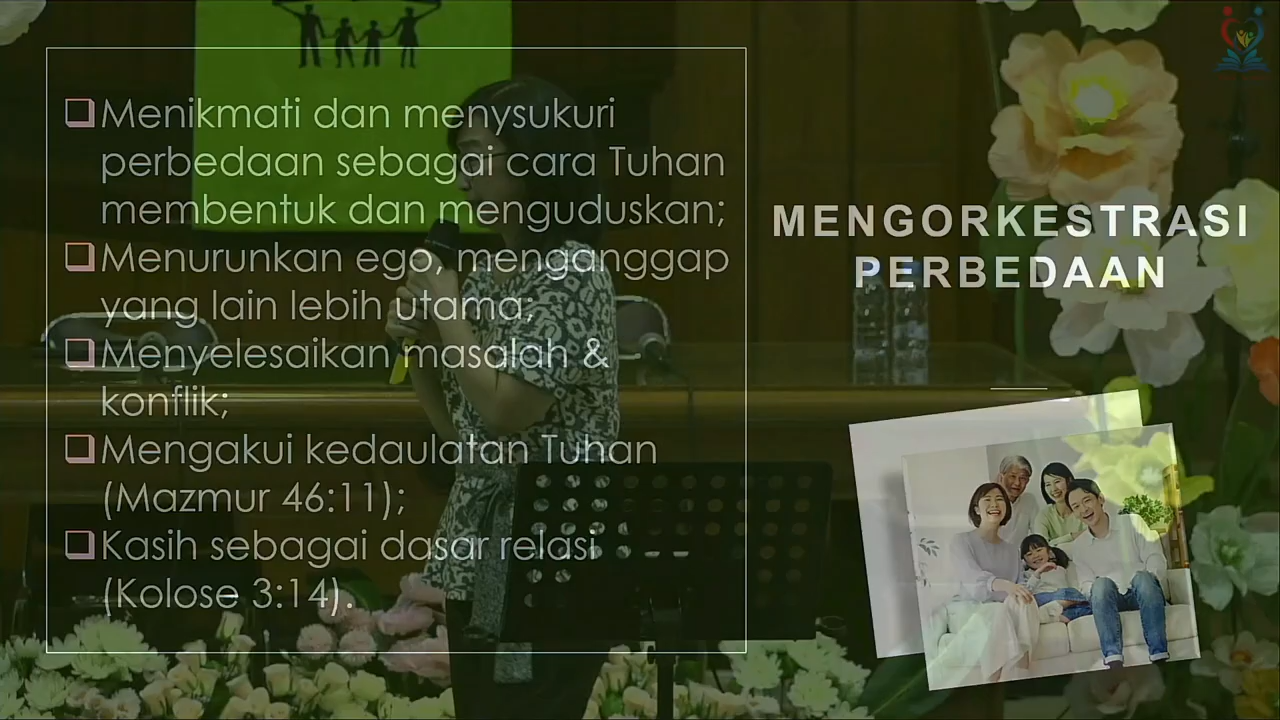 Menikmati dan menysukuri
perbedaan sebagai cara Tuhan
membentuk dan menguduskan;
Menurunkan ego, menganggap
yang lain lebih utama;
Menyelesaikan masalah &
konflik;
Mengakui kedaulatan Tuhan
(Mazmur 46:11);
Kasih sebagai dasar relasi
(Kolose 3:14).
MENGORKESTRASI
PERBEDAAN